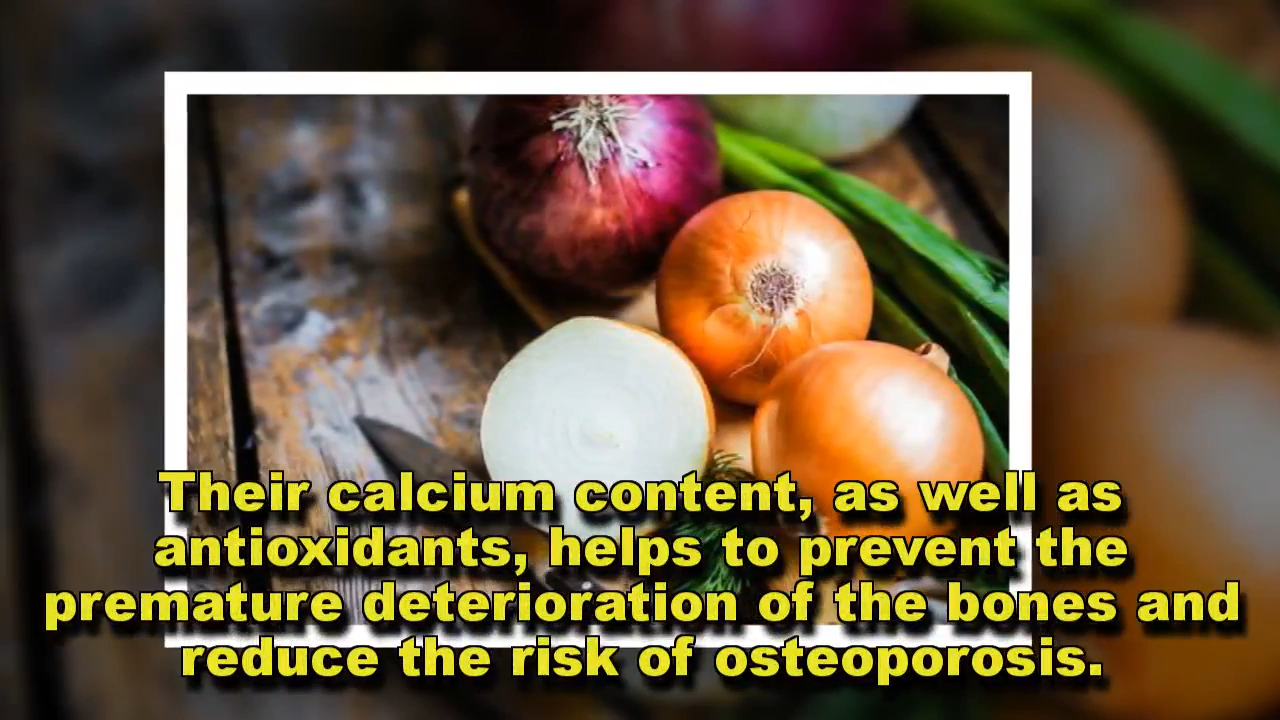 Their calcium content, as well as
antioxidants, helps to prevent the
premature deterioration of the bones and
reduce the risk of osteoporosis.